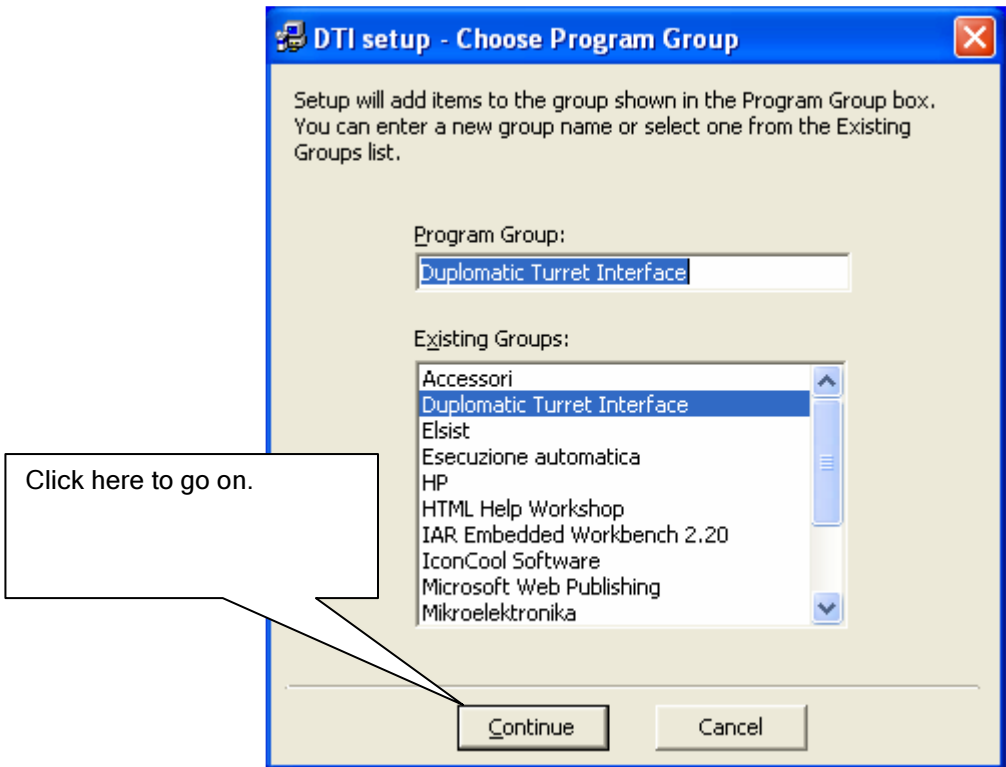 DTI setup - Choose Program Group
Setup will add items to the group shown in the Program Group box.
You can enter a new group name or select one from the Existing
Groups list.
Program Group:
Duplomatic Turret Interface
Existing Groups:
Accessori
Duplomatic Turret Interface
Elsist
Esecuzione automatica
HP
HTML Help Workshop
IAR Embedded Workbench 2.20
IconCool Software
Microsoft Web Publishing
Mikroelektronika
Click here to go on.
Continue
Cancel